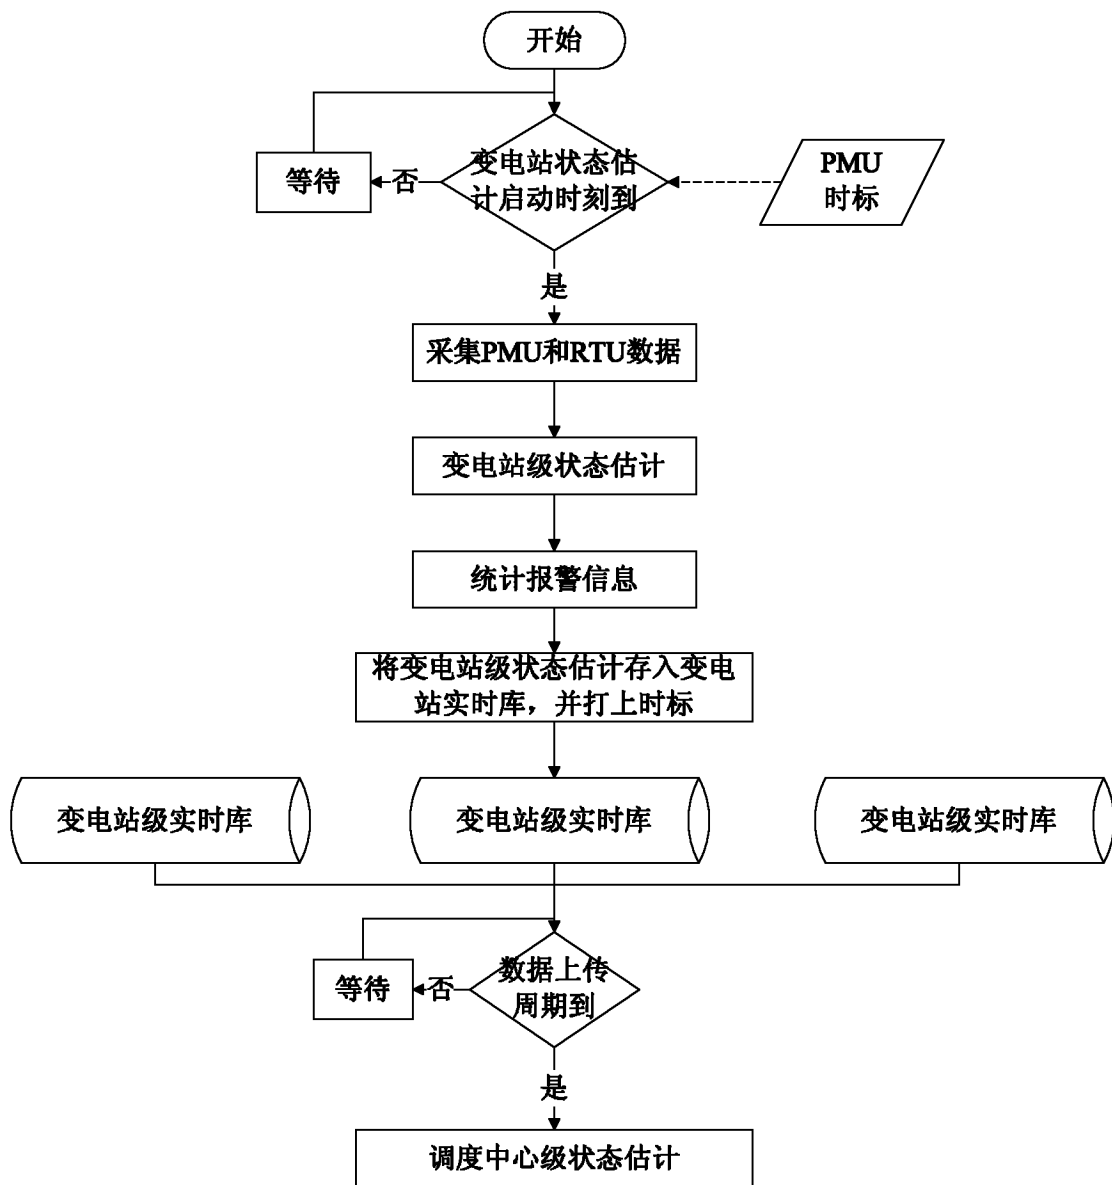 开始
变电站状态估
计启动时刻到
等待
否
PMU
时标
是
采集PMU和RTU数据
变电站级状态估计
统计报警信息
将变电站级状态估计存入变电
站实时库，并打上时标
变电站级实时库
变电站级实时库
变电站级实时库
数据上传
周期到
等待
否
是
调度中心级状态估计